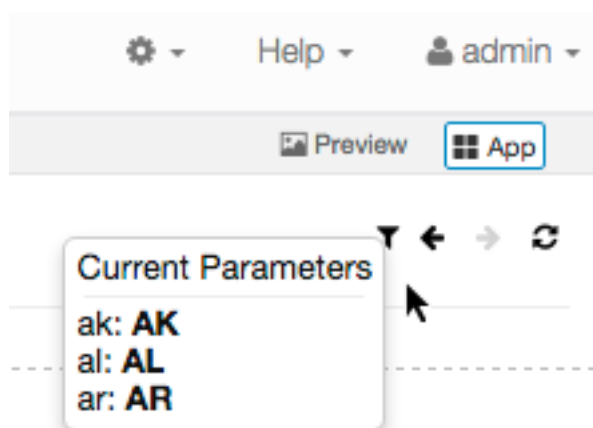 Help
admin
Preview
App
Current Parameters
ak: AK
al: AL
ar: AR